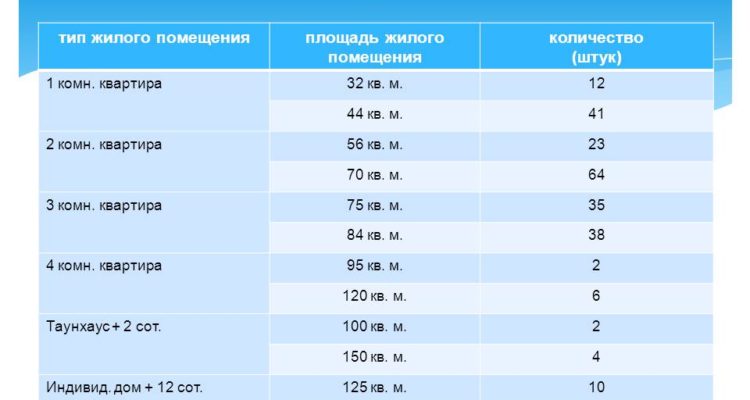 тип жилого помещения площадь жилого количество
помещения (штук)
1 комн. квартира 32 кв. м. 12
44 кв. м. 41
2 комн. квартира 56 кв. м. 23
70 кв. м. 64
3 комн. квартира 75 кв. м. 35
84 кв. м. 38
4 комн. квартира 95 кв. м. 2
120 кв. м. 6
Таунхаус + 2 сот. 100 кв. м. 2
150 кв. м. 4
Индивид. дом + 12 сот. 125 кв. м. 10